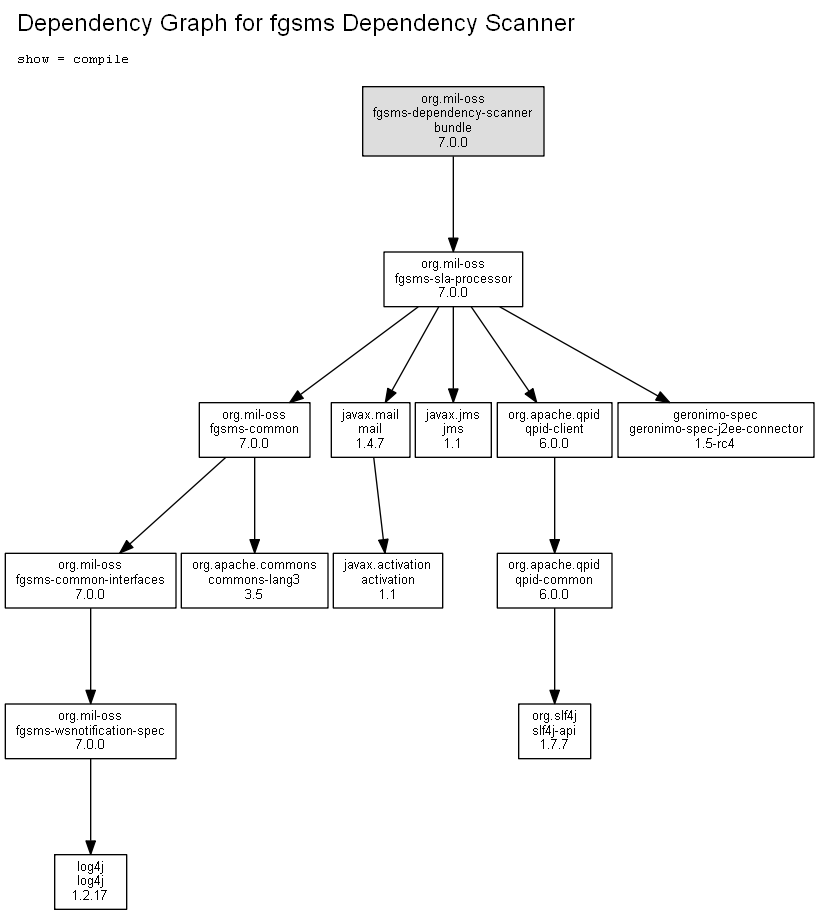 Dependency Graph for fgsms Dependency Scanner
show = compile
org.mil-oss
fgsms-dependency-scanner
bundle
7.0.0
org.mil-oss
fgsms-sla-processor
7.0.0
org.mil-oss
fgsms-common
7.0.0
javax.mail
mail
1.4.7
javax.jms
jms
1.1
org.apache.qpid
qpid-client
6.0.0
geronimo-spec
geronimo-spec-j2ee-connector
1.5-rc4
org.mil-oss
fgsms-common-interfaces
7.0.0
org.apache.commons
commons-lang3
3.5
javax.activation
activation
1.1
org.apache.qpid
qpid-common
6.0.0
org.mil-oss
fgsms-wsnotification-spec
7.0.0
org.slf4j
slf4j-api
1.7.7
log4j
log4j
1.2.17